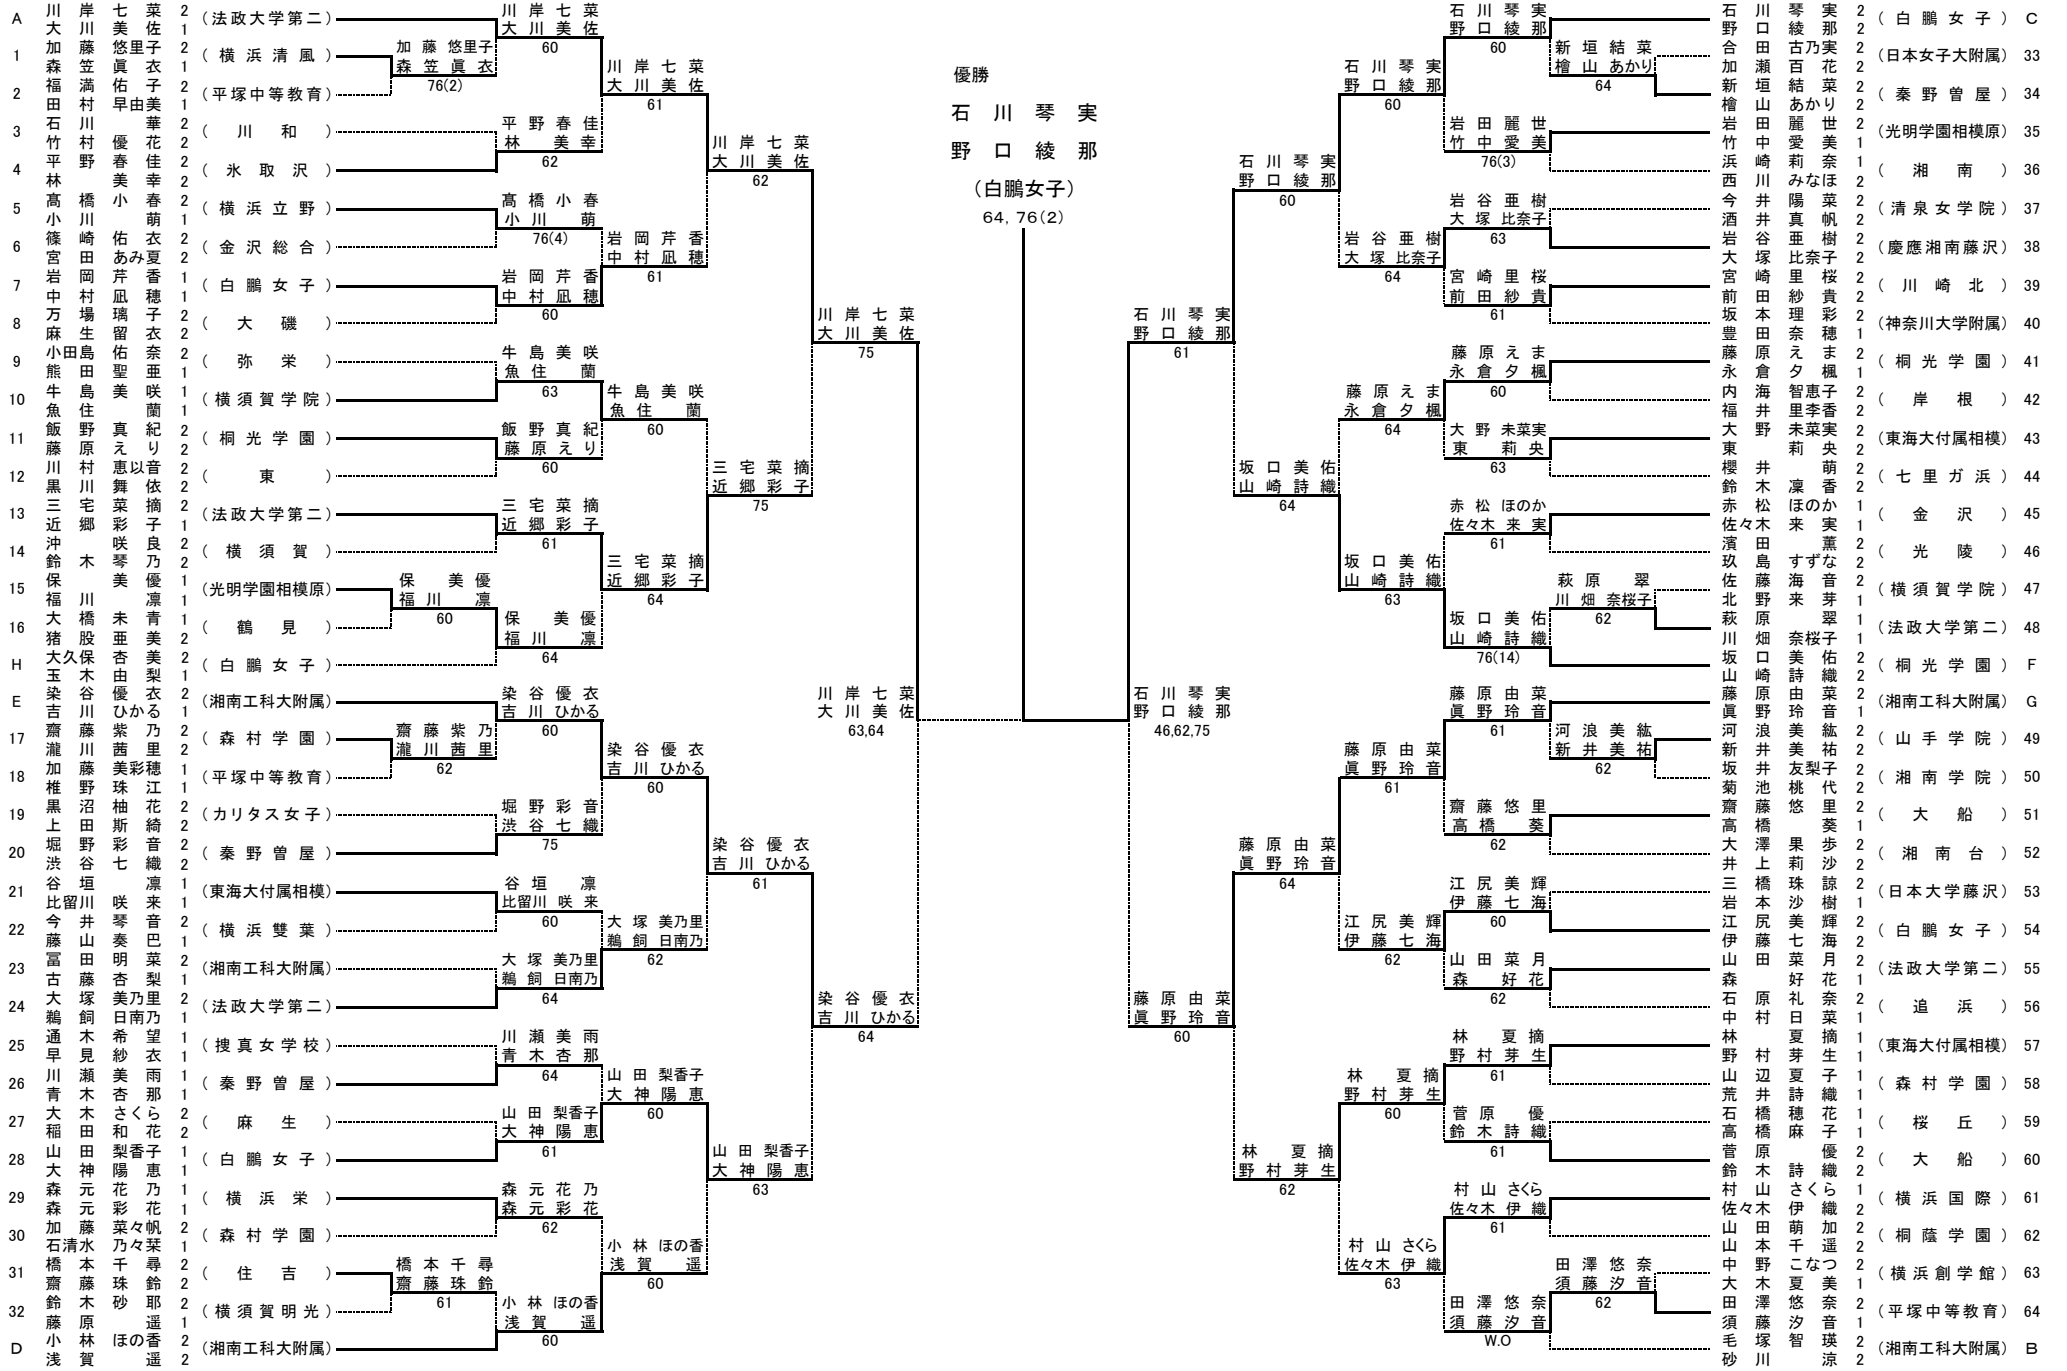 A 川岸七菜 2 (法政大学第二)
大川美佐 1
1 加藤悠里子 2 (横浜清風)
森笠眞衣 1
2 福満佑子 2 (平塚中等教育)
田村早由美 1
3 石川華 2 (川和)
竹村優花 2
4 平野春佳 2 (氷取沢)
林美幸 2
5 髙橋小春 2 (横浜立野)
小川萌 1
6 篠崎佑衣 2 (金沢総合)
宮田あみ夏 2
7 岩岡芹香 1 (白鵬女子)
中村凪穂 1
8 万場璃子 2 (大磯)
麻生留衣 2
9 小田島佑奈 2 (弥栄)
熊田聖亜 1
10 牛島美咲 1 (横須賀学院)
魚住蘭 1
11 飯野真紀 2 (桐光学園)
藤原えり 2
12 川村恵以音 2 (東)
黒川舞依 2
13 三宅菜摘 2 (法政大学第二)
近郷彩子 1
14 沖咲良 2 (横須賀)
鈴木琴乃 2
15 保美優 1 (光明学園相模原)
福川凛 1
16 大橋未青 1 (鶴見)
猪股亜美 2
H 大久保杏美 2 (白鵬女子)
玉木由梨 1
E 染谷優衣 2 (湘南工科大附属)
吉川ひかる 1
17 齋藤紫乃 2 (森村学園)
瀧川茜里 2
18 加藤美彩穂 1 (平塚中等教育)
椎野珠江 1
19 黒沼柚花 2 (カリタス女子)
上田斯綺 2
20 堀野彩音 2 (秦野曽屋)
渋谷七織 2
21 谷垣凛 1 (東海大付属相模)
比留川咲来 1
22 今井琴音 2 (横浜雙葉)
藤山奏巴 1
23 冨田明菜 2 (湘南工科大附属)
古藤杏梨 1
24 大塚美乃里 2 (法政大学第二)
鵜飼日南乃 1
25 通木希望 1 (捜真女学校)
早見紗衣 1
26 川瀬美雨 1 (秦野曽屋)
青木杏那 1
27 大木さくら 2 (麻生)
稲田和花 2
28 山田梨香子 1 (白鵬女子)
大神陽恵 1
29 森元花乃 1 (横浜栄)
森元彩花 1
30 加藤菜々帆 2 (森村学園)
石清水乃々栞 1
31 橋本千尋 2 (住吉)
齋藤珠鈴 2
32 鈴木砂耶 2 (横須賀明光)
藤原遥 1
D 小林ほの香 2 (湘南工科大附属)
浅賀遥 2
加藤悠里子
森笠眞衣
76(2)
保美優
福川凛
60
齋藤紫乃
瀧川茜里
62
橋本千尋
齋藤珠鈴
61
川岸七菜
大川美佐
60
平野春佳
林美幸
62
髙橋小春
小川萌
76(4)
岩岡芹香
中村凪穂
60
牛島美咲
魚住蘭
63
飯野真紀
藤原えり
60
三宅菜摘
近郷彩子
61
保美優
福川凛
64
染谷優衣
吉川ひかる
60
堀野彩音
渋谷七織
75
谷垣凛
比留川咲来
60
大塚美乃里
鵜飼日南乃
64
川瀬美雨
青木杏那
64
山田梨香子
大神陽恵
61
森元花乃
森元彩花
62
小林ほの香
浅賀遥
60
川岸七菜
大川美佐
61
岩岡芹香
中村凪穂
61
牛島美咲
魚住蘭
60
三宅菜摘
近郷彩子
64
染谷優衣
吉川ひかる
60
大塚美乃里
鵜飼日南乃
62
山田梨香子
大神陽恵
60
小林ほの香
浅賀遥
60
川岸七菜
大川美佐
62
三宅菜摘
近郷彩子
75
染谷優衣
吉川ひかる
61
山田梨香子
大神陽恵
63
川岸七菜
大川美佐
75
染谷優衣
吉川ひかる
64
川岸七菜
大川美佐
63,64
優勝
石川琴実
野口綾那
(白鵬女子)
64, 76(2)
石川琴実
野口綾那
46,62,75
石川琴実
野口綾那
61
藤原由菜
眞野玲音
60
石川琴実
野口綾那
60
坂口美佑
山崎詩織
64
藤原由菜
眞野玲音
64
林夏摘
野村芽生
62
石川琴実
野口綾那
60
岩谷亜樹
大塚比奈子
64
藤原えま
永倉夕楓
64
坂口美佑
山崎詩織
63
藤原由菜
眞野玲音
61
江尻美輝
伊藤七海
62
林夏摘
野村芽生
60
村山さくら
佐々木伊織
63
石川琴実
野口綾那
60
岩田麗世
竹中愛美
76(3)
岩谷亜樹
大塚比奈子
63
宮崎里桜
前田紗貴
61
藤原えま
永倉夕楓
60
大野未菜実
東莉央
63
赤松ほのか
佐々木来実
61
坂口美佑
山崎詩織
76(14)
藤原由菜
眞野玲音
61
齋藤悠里
高橋葵
62
江尻美輝
伊藤七海
60
山田菜月
森好花
62
林夏摘
野村芽生
61
菅原優
鈴木詩織
61
村山さくら
佐々木伊織
61
田澤悠奈
須藤汐音
W.O
新垣結菜
檜山あかり
64
萩原翠
川畑奈桜子
62
河浪美紘
新井美祐
62
田澤悠奈
須藤汐音
62
石川琴実 2 (白鵬女子) C
野口綾那 2
合田古乃実 2 (日本女子大附属) 33
加瀬百花 2
新垣結菜 2 (秦野曽屋) 34
檜山あかり 2
岩田麗世 2 (光明学園相模原) 35
竹中愛美 1
浜崎莉奈 1 (湘南) 36
西川みなほ 2
今井陽菜 2 (清泉女学院) 37
酒井真帆 2
岩谷亜樹 2 (慶應湘南藤沢) 38
大塚比奈子 2
宮崎里桜 2 (川崎北) 39
前田紗貴 2
坂本理彩 2 (神奈川大学附属) 40
豊田奈穂 1
藤原えま 2 (桐光学園) 41
永倉夕楓 1
内海智恵子 2 (岸根) 42
福井里李香 2
大野未菜実 2 (東海大付属相模) 43
東莉央 2
櫻井萌 2 (七里ガ浜) 44
鈴木凜香 2
赤松ほのか 1 (金沢) 45
佐々木来実 1
濱田薫 2 (光陵) 46
玖島すずな 2
佐藤海音 2 (横須賀学院) 47
北野来芽 1
萩原翠 1 (法政大学第二) 48
川畑奈桜子 1
坂口美佑 2 (桐光学園) F
山崎詩織 2
藤原由菜 2 (湘南工科大附属) G
眞野玲音 1
河浪美紘 2 (山手学院) 49
新井美祐 2
坂井友梨子 2 (湘南学院) 50
菊池桃代 2
齋藤悠里 2 (大船) 51
高橋葵 1
大澤果歩 2 (湘南台) 52
井上莉沙 2
三橋珠諒 2 (日本大学藤沢) 53
岩本沙樹 1
江尻美輝 2 (白鵬女子) 54
伊藤七海 2
山田菜月 2 (法政大学第二) 55
森好花 1
石原礼奈 2 (追浜) 56
中村日菜 1
林夏摘 1 (東海大付属相模) 57
野村芽生 1
山辺夏子 1 (森村学園) 58
荒井詩織 1
石橋穂花 1 (桜丘) 59
高橋麻子 1
菅原優 2 (大船) 60
鈴木詩織 2
村山さくら 1 (横浜国際) 61
佐々木伊織 2
山田萌加 2 (桐蔭学園) 62
山本千遥 2
中野こなつ 2 (横浜創学館) 63
大木夏美 1
田澤悠奈 2 (平塚中等教育) 64
須藤汐音 1
毛塚智瑛 2 (湘南工科大附属) B
砂川涼 2